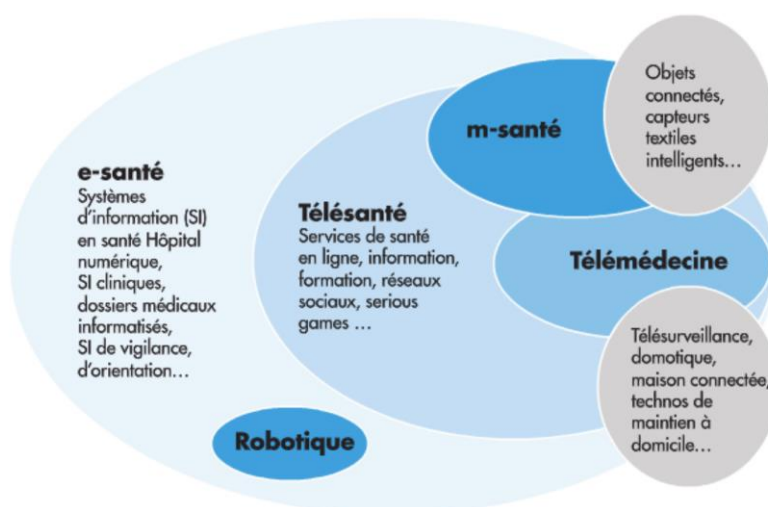 e-santé
Systèmes
d'information (SI)
en santé Hôpital
numérique,
SI cliniques,
dossiers médicaux
informatisés,
SI de vigilance,
d'orientation...
Télésanté
Services de santé
en ligne, information,
formation, réseaux
sociaux, serious
games ...
m-santé
Objets
connectés,
capteurs
textiles
intelligents...
Télémédecine
Télésurveillance,
domotique,
maison connectée,
technos de
maintien à
domicile...
Robotique